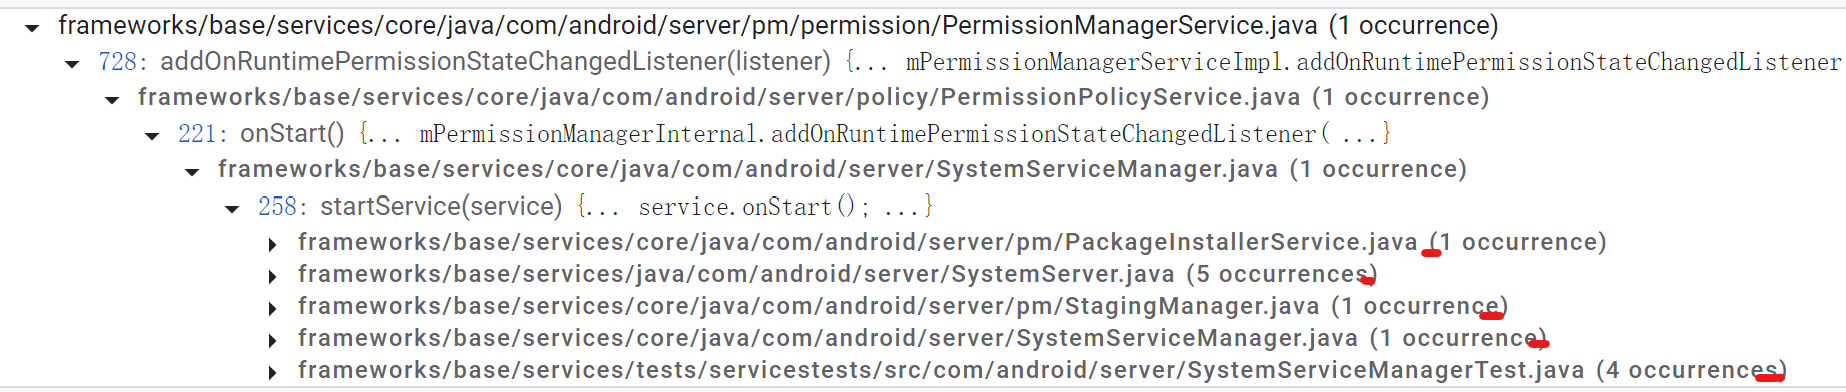 frameworks/base/services/core/java/com/android/server/pm/permission/PermissionManagerService.java (1 occurrence)
728: addOnRuntimePermissionStateChangedListener(listener) {... mPermissionManagerServiceImpl.addOnRuntimePermissionStateChangedListener
frameworks/base/services/core/java/com/android/server/policy/PermissionPolicyService.java (1 occurrence)
221: onStart() {... mPermissionManagerInternal.addOnRuntimePermissionStateChangedListener( ...}
frameworks/base/services/core/java/com/android/server/SystemServiceManager.java (1 occurrence)
258: startService(service) {... service.onStart(); ...}
frameworks/base/services/core/java/com/android/server/pm/PackageInstallerService.java (1 occurrence)
frameworks/base/services/java/com/android/server/SystemServer.java (5 occurrences)
frameworks/base/services/core/java/com/android/server/pm/StagingManager.java (1 occurrence)
frameworks/base/services/core/java/com/android/server/SystemServiceManager.java (1 occurrence)
frameworks/base/services/tests/servicestests/src/com/android/server/SystemServiceManagerTest.java (4 occurrences)